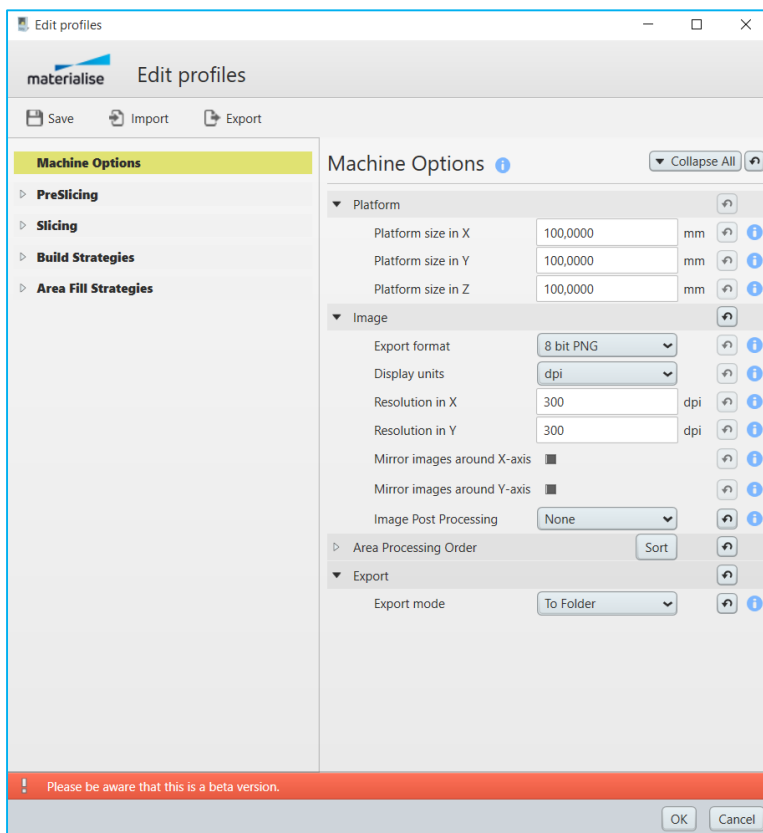 Edit profiles
materialise Edit profiles
Save Import Export
Machine Options
PreSlicing
Slicing
Build Strategies
Area Fill Strategies
Machine Options Collapse All
Platform
Platform size in X 100,0000 mm
Platform size in Y 100,0000 mm
Platform size in Z 100,0000 mm
Image
Export format 8 bit PNG
Display units dpi
Resolution in X 300 dpi
Resolution in Y 300 dpi
Mirror images around X-axis
Mirror images around Y-axis
Image Post Processing None
Area Processing Order Sort
Export
Export mode To Folder
Please be aware that this is a beta version.
OK Cancel